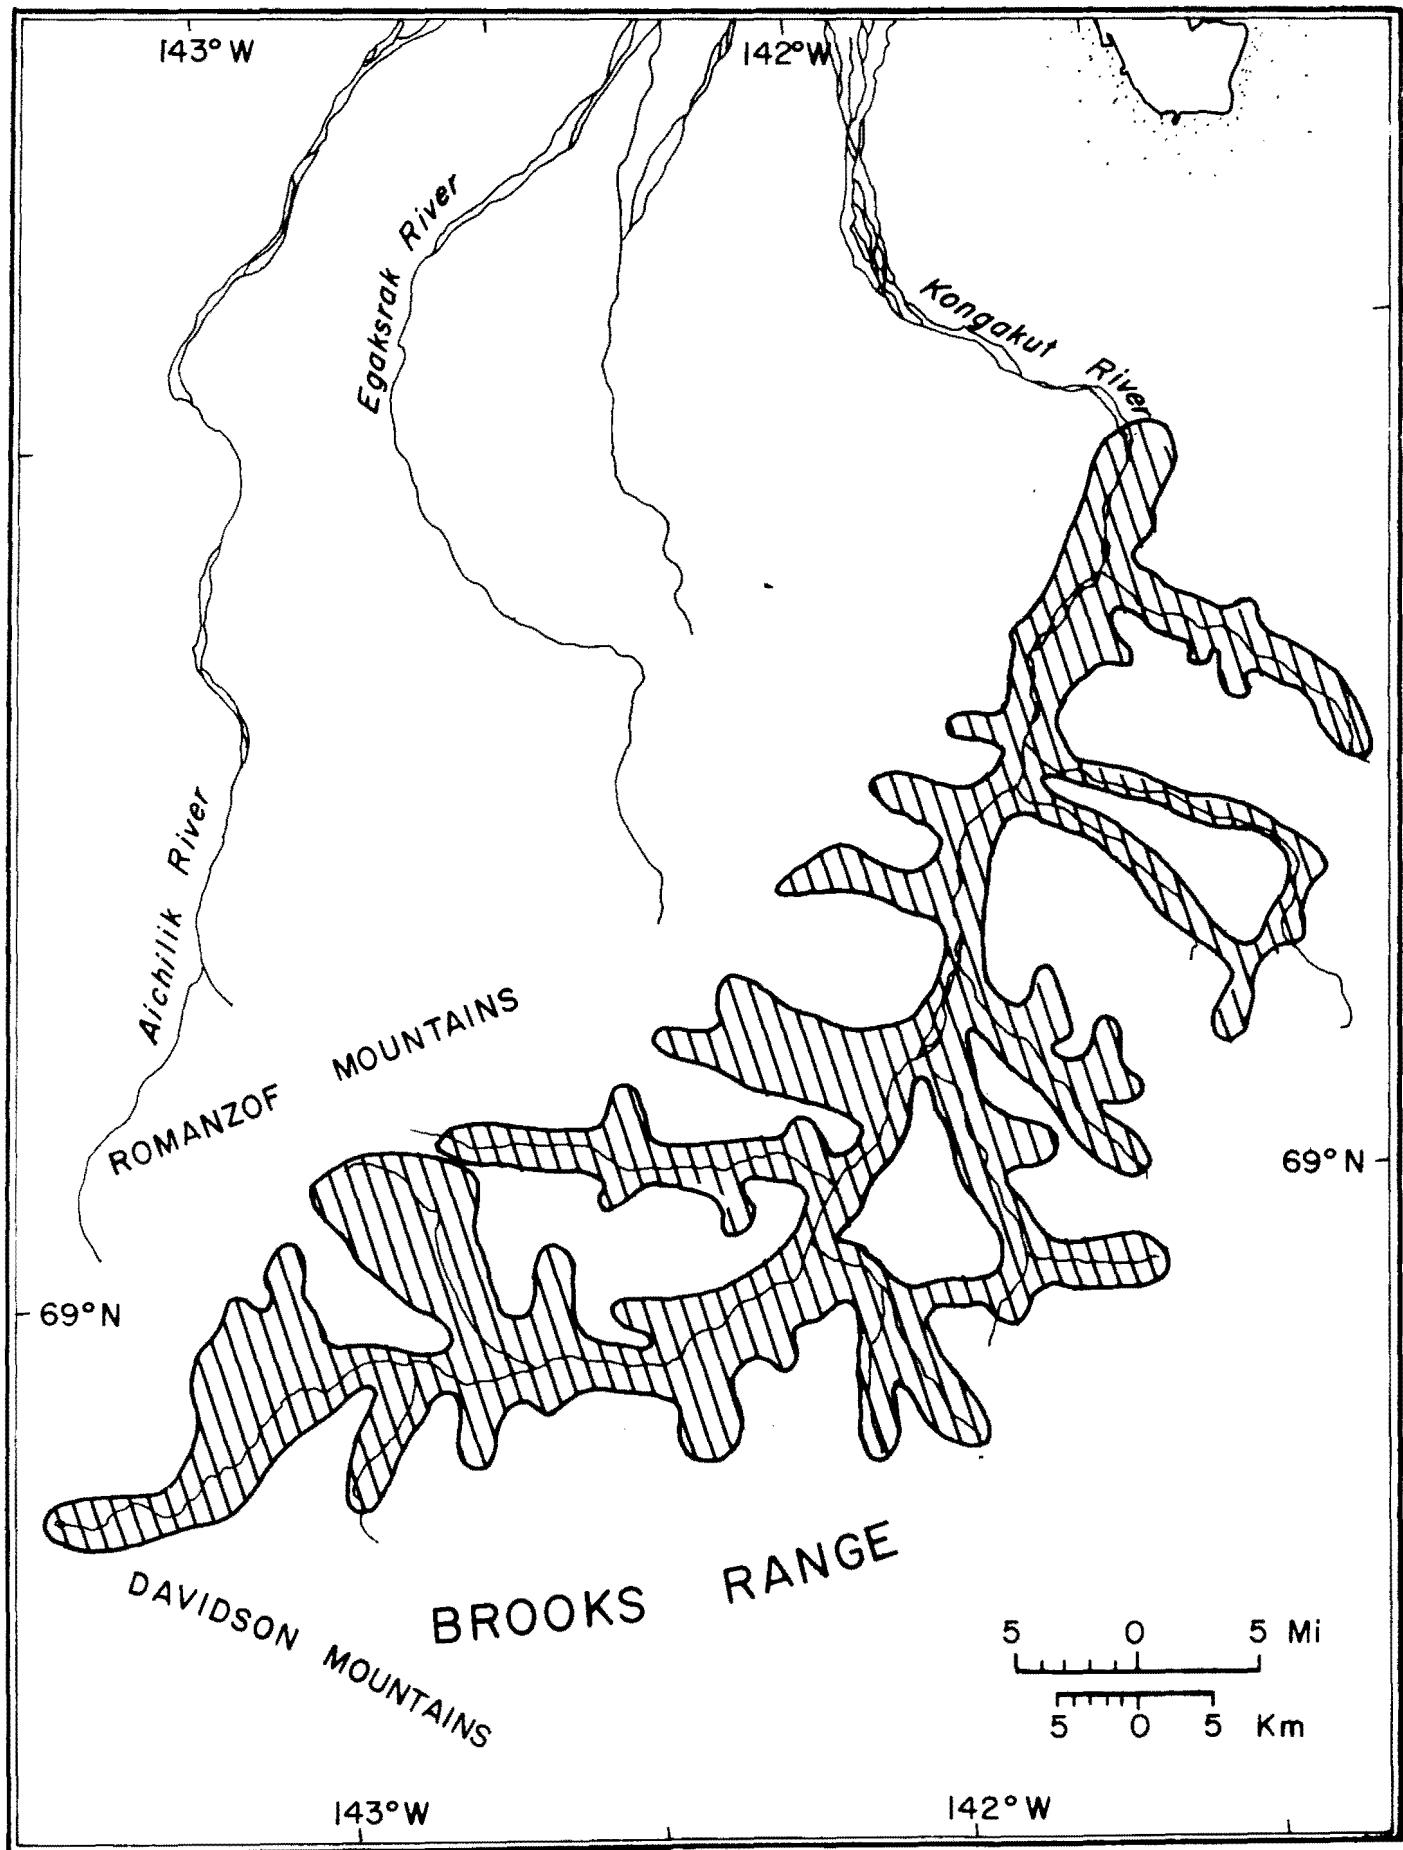 143° W
142° W
Egaksrak River
Kongakut River
Aichilik River
ROMANZOF MOUNTAINS
69° N
69° N
DAVIDSON MOUNTAINS
BROOKS RANGE
5 0 5 Mi
5 0 5 Km
143° W
142° W